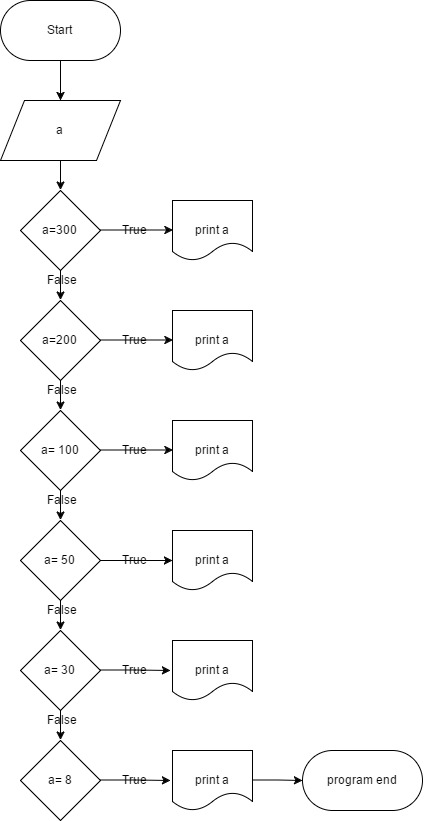 Start
a
a=300
True
print a
False
a=200
True
print a
False
a= 100
True
print a
False
a= 50
True
print a
False
a= 30
True
print a
False
a= 8
True
print a
program end